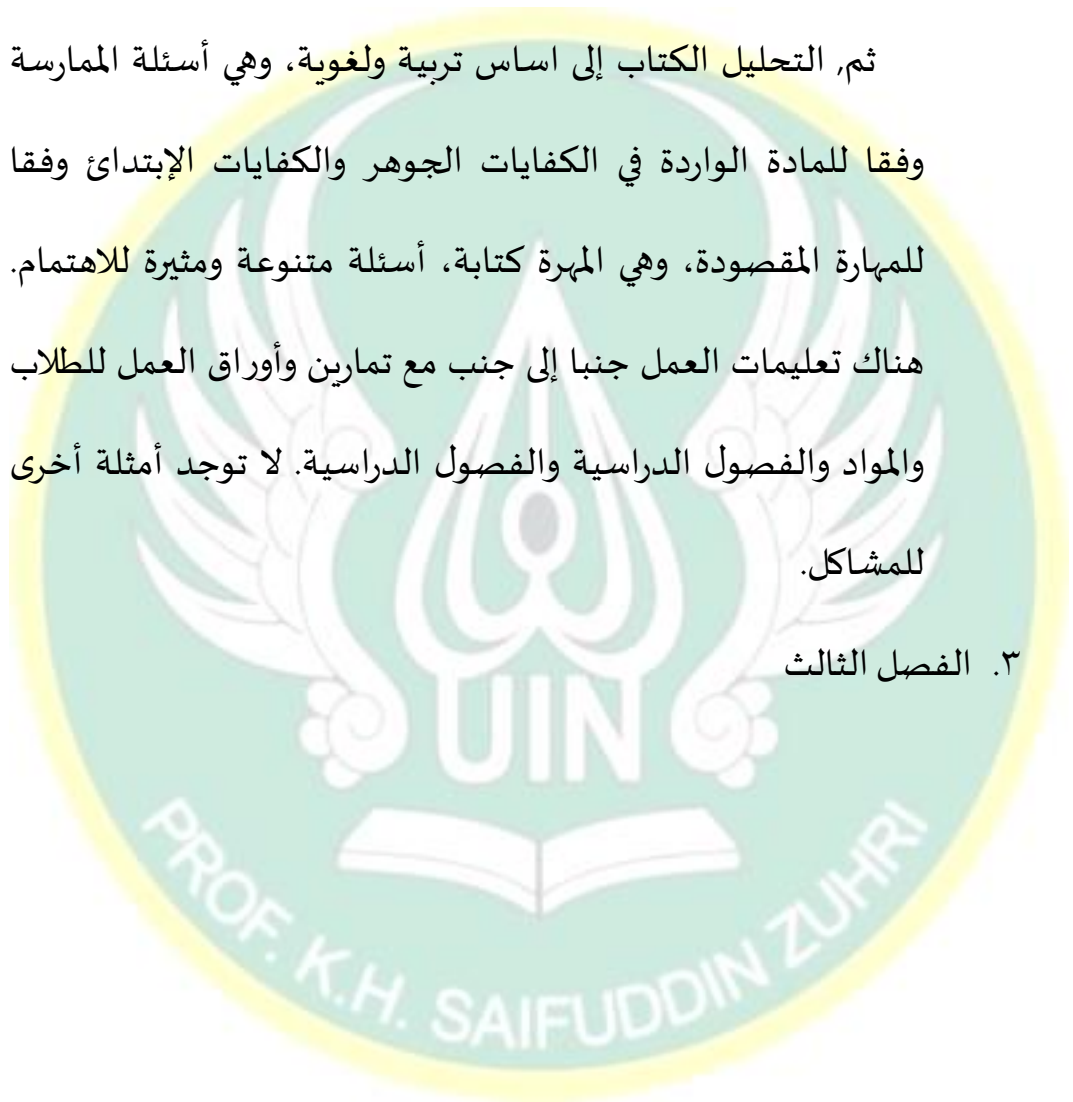 ثم, التحليل الكتاب إلى اساس تربية ولغوية، وهي أسئلة الممارسة
وفقا للمادة الواردة في الكفايات الجوهر والكفايات الإبتدائ وفقا
للمهارة المقصودة، وهي المهرة كتابة، أسئلة متنوعة ومثيرة للاهتمام.
هناك تعليمات العمل جنبا إلى جنب مع تمارين وأوراق العمل للطلاب
والمواد والفصول الدراسية والفصول الدراسية. لا توجد أمثلة أخرى
للمشاكل.
٣. الفصل الثالث
UIN
PROF. K.H. SAIFUDDIN ZUHRI